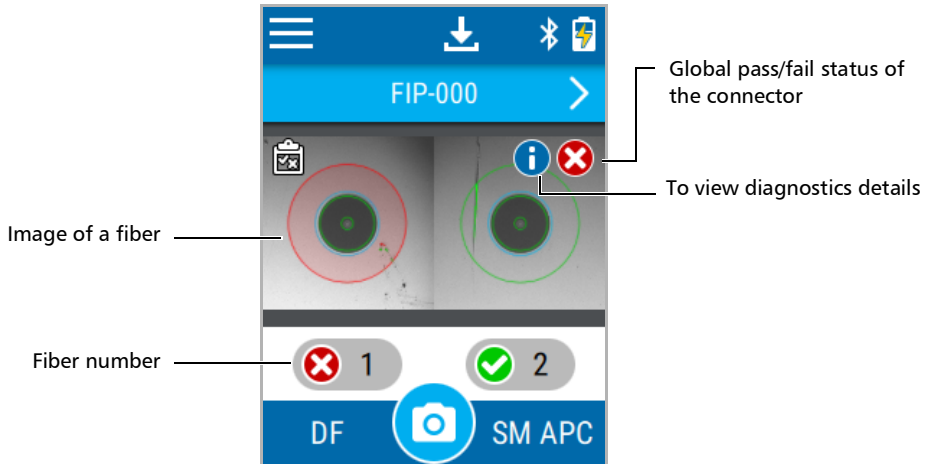 FIP-000
Global pass/fail status of
the connector
To view diagnostics details
Image of a fiber
Fiber number
1
2
DF
SM APC